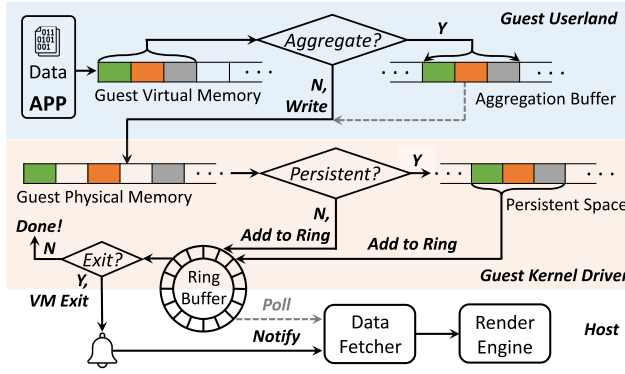 Guest Userland
011
0101
001
Data
APP
Aggregate?
Y
Guest Virtual Memory
N,
Write
Aggregation Buffer
Persistent?
Y
Guest Physical Memory
N,
Add to Ring
Persistent Space
Done!
N
Exit?
Add to Ring
Y,
VM Exit
Ring
Buffer
Guest Kernel Driver
Poll
Notify
Data
Fetcher
Render
Engine
Host